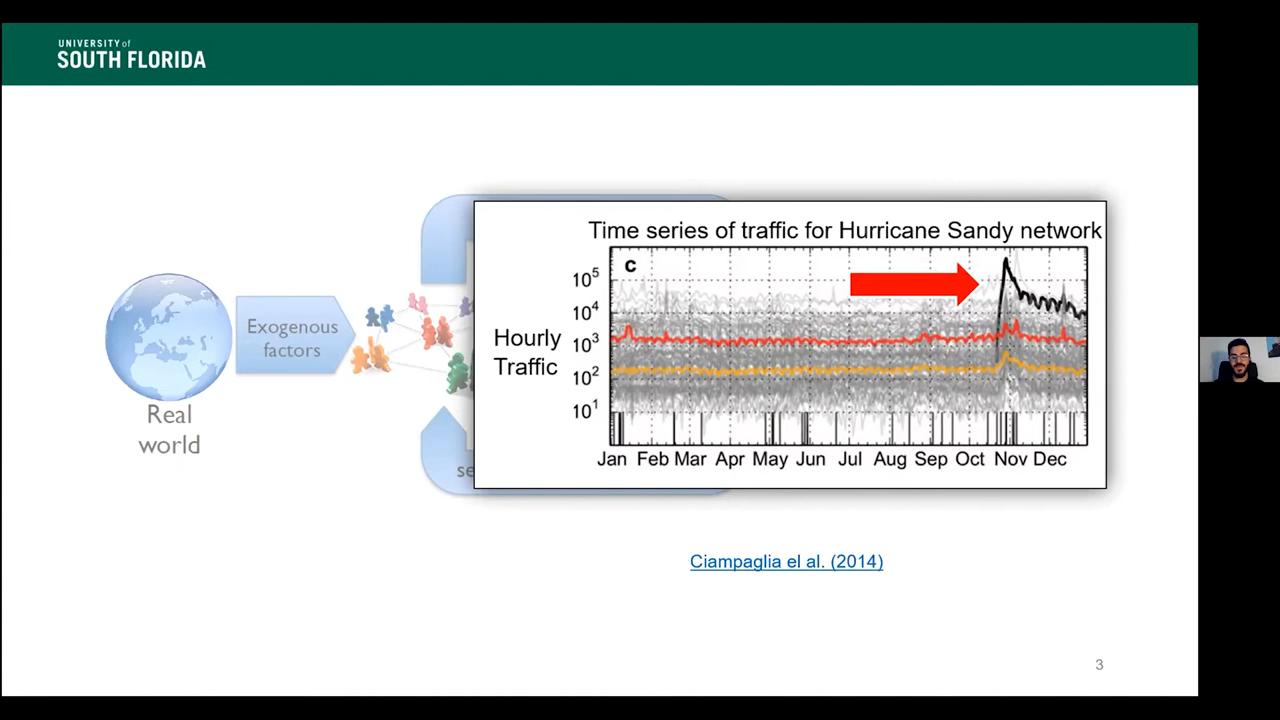 UNIVERSITY of
SOUTH FLORIDA
Exogenous
factors
Real
world
se
Time series of traffic for Hurricane Sandy network
c
Hourly
Traffic
10^5
10^4
10^3
10^2
10^1
Jan Feb Mar Apr May Jun Jul Aug Sep Oct Nov Dec
Ciampaglia el al. (2014)
3